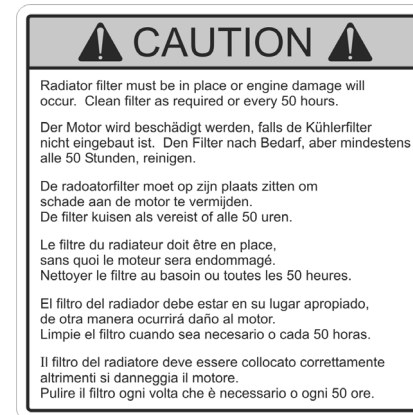 CAUTION
Radiator filter must be in place or engine damage will
occur. Clean filter as required or every 50 hours.
Der Motor wird beschädigt werden, falls de Kühlerfilter
nicht eingebaut ist. Den Filter nach Bedarf, aber mindestens
alle 50 Stunden, reinigen.
De radoatorfilter moet op zijn plaats zitten om
schade aan de motor te vermijden.
De filter kuisen als vereist of alle 50 uren.
Le filtre du radiateur doit être en place,
sans quoi le moteur sera endommagé.
Nettoyer le filtre au basoin ou toutes les 50 heures.
El filtro del radiador debe estar en su lugar apropiado,
de otra manera ocurrirá daño al motor.
Limpie el filtro cuando sea necesario o cada 50 horas.
Il filtro del radiatore deve essere collocato correttamente
altrimenti si danneggia il motore.
Pulire il filtro ogni volta che è necessario o ogni 50 ore.